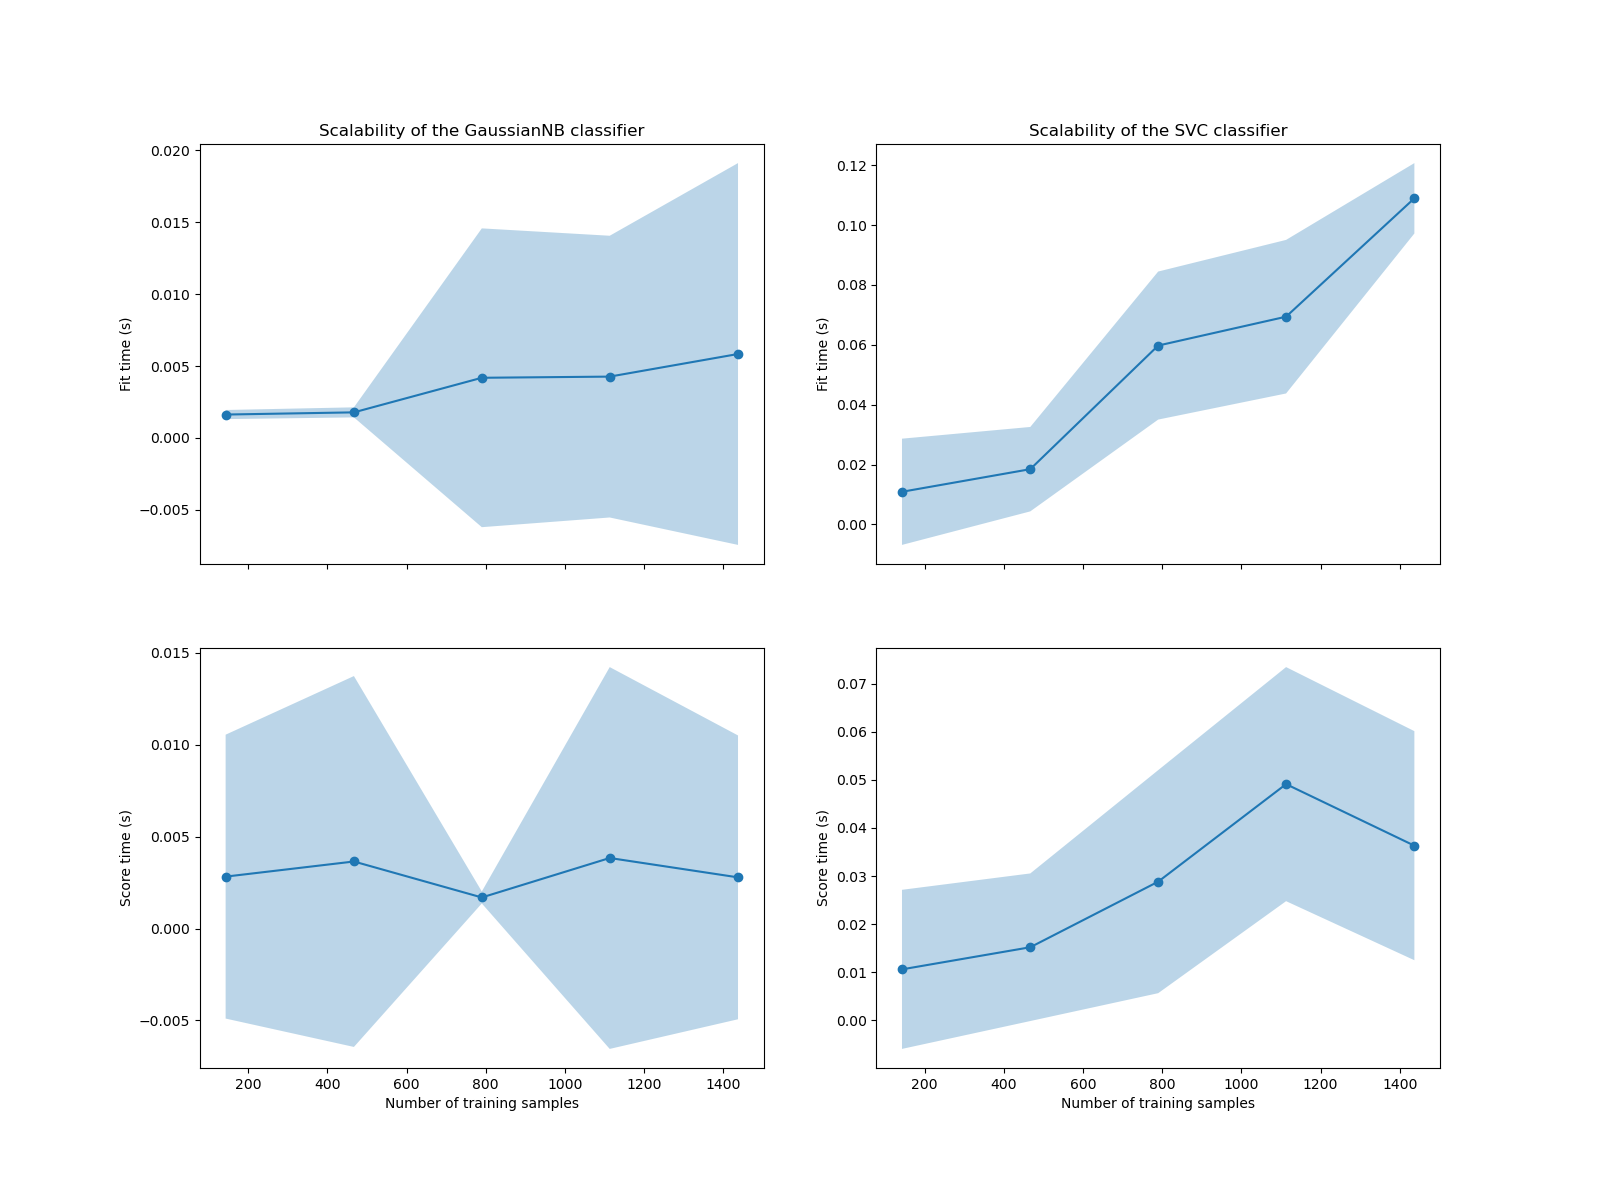 Scalability of the GaussianNB classifier
0.020
0.015
0.010
0.005
0.000
−0.005
Fit time (s)
Scalability of the SVC classifier
0.12
0.10
0.08
0.06
0.04
0.02
0.00
Fit time (s)
0.015
0.010
0.005
0.000
−0.005
Score time (s)
200 400 600 800 1000 1200 1400
Number of training samples
0.07
0.06
0.05
0.04
0.03
0.02
0.01
0.00
Score time (s)
200 400 600 800 1000 1200 1400
Number of training samples